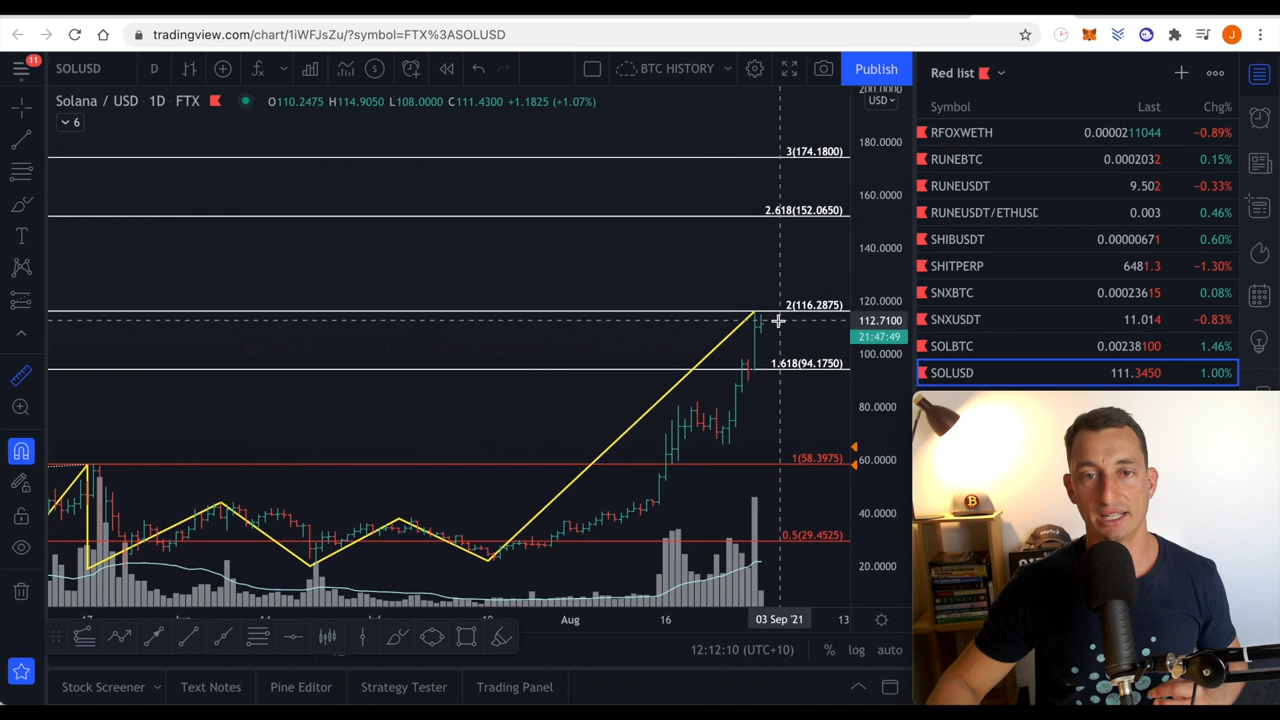 tradingview.com/chart/1iWFJsZu/?symbol=FTX%3ASOLUSD
J
11
SOLUSD
D
BTC HISTORY
Publish
Red list
Solana / USD 1D FTX
O110.2475 H114.9050 L108.0000 C111.4300 +1.1825 (+1.07%)
6
USD
Symbol Last Chg%
RFOXWETH 0.0000211044 −0.89%
RUNEBTC 0.0002032 0.15%
RUNEUSDT 9.502 −0.33%
RUNEUSDT/ETHUSD 0.003 0.46%
SHIBUSDT 0.00000671 0.60%
SHITPERP 6481.3 −1.30%
SNXBTC 0.00023615 0.08%
SNXUSDT 11.014 −0.83%
SOLBTC 0.00238100 1.46%
SOLUSD 111.3450 1.00%
200.0000
180.0000
160.0000
140.0000
120.0000
112.7100
21:47:49
100.0000
80.0000
60.0000
40.0000
20.0000
3(174.1800)
2.618(152.0650)
2(116.2875)
1.618(94.1750)
1(58.3975)
0.5(29.4525)
17
Aug
16
03 Sep '21
13
12:12:10 (UTC+10)
%
log
auto
Stock Screener
Text Notes
Pine Editor
Strategy Tester
Trading Panel